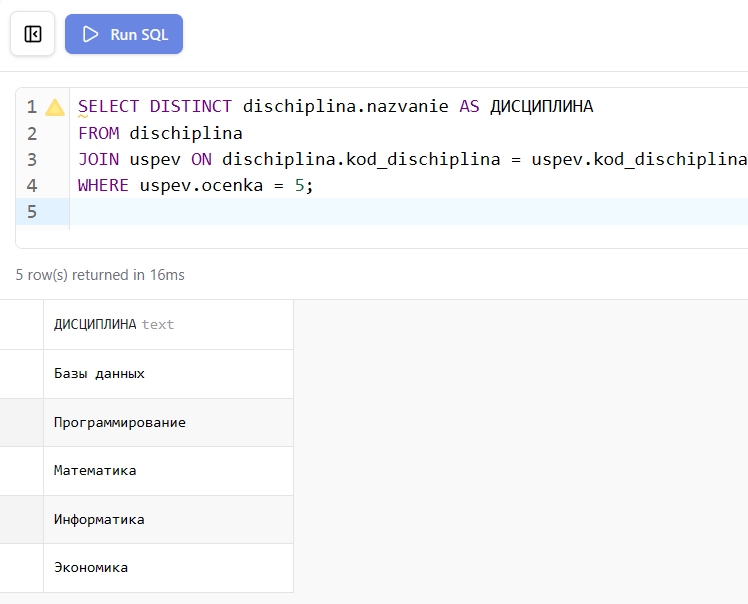 Run SQL
1 SELECT DISTINCT dischiplina.nazvanie AS ДИСЦИПЛИНА
2 FROM dischiplina
3 JOIN uspev ON dischiplina.kod_dischiplina = uspev.kod_dischiplina
4 WHERE uspev.ocenka = 5;
5
5 row(s) returned in 16ms
ДИСЦИПЛИНА text
Базы данных
Программирование
Математика
Информатика
Экономика